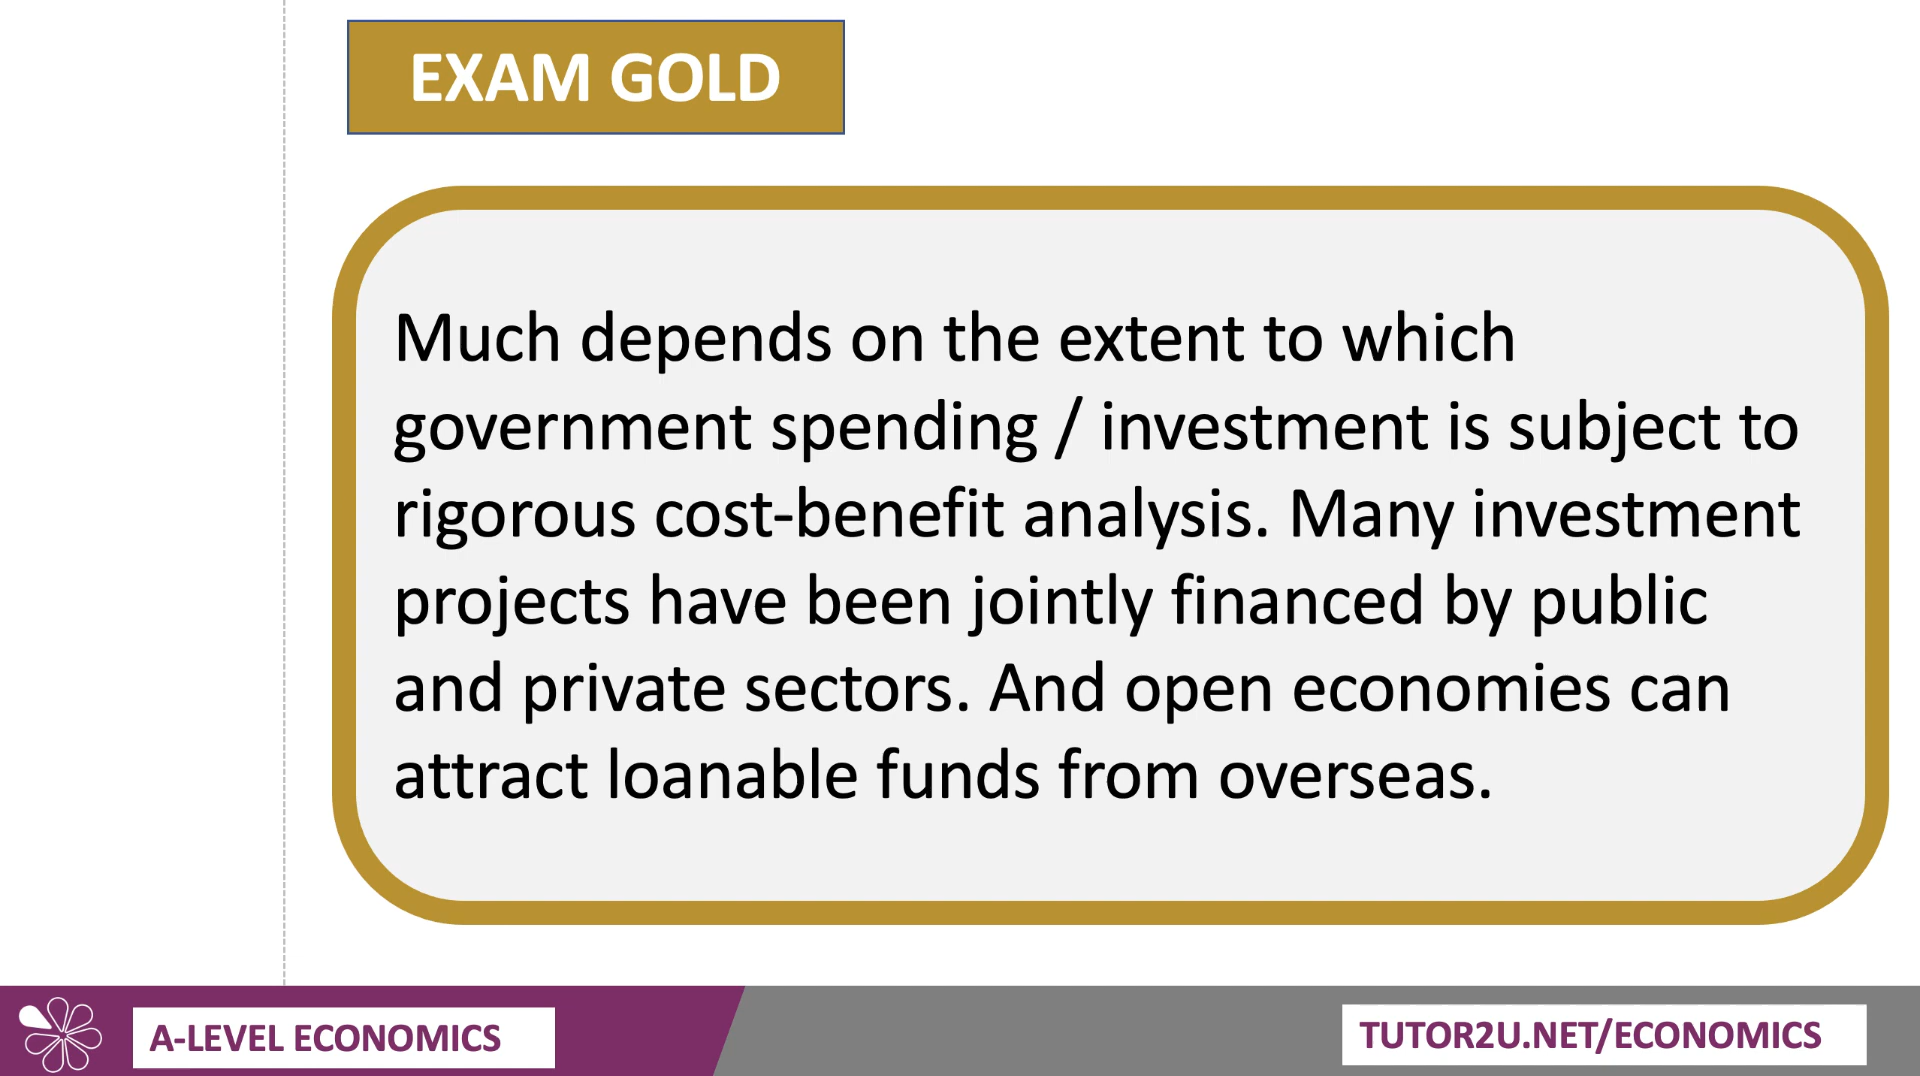 EXAM GOLD
Much depends on the extent to which
government spending / investment is subject to
rigorous cost-benefit analysis. Many investment
projects have been jointly financed by public
and private sectors. And open economies can
attract loanable funds from overseas.
A-LEVEL ECONOMICS
TUTOR2U.NET/ECONOMICS